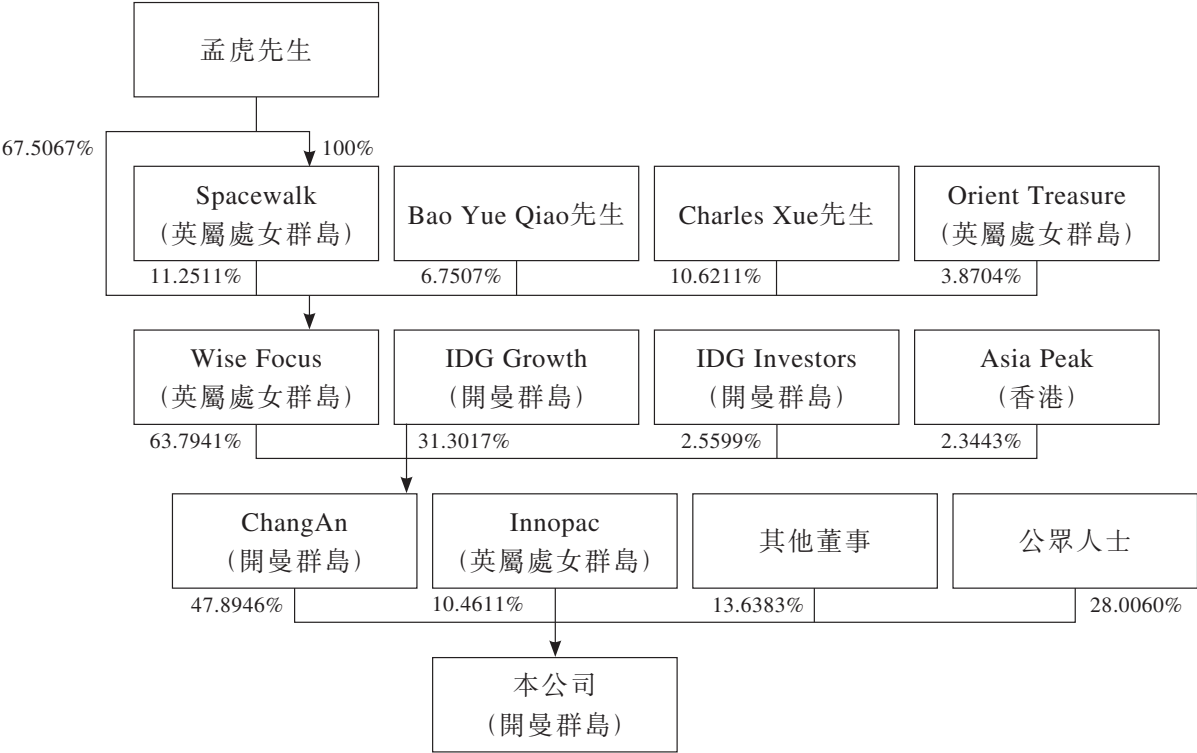 孟虎先生
67.5067%
100%
Spacewalk
(英屬處女群島)
Bao Yue Qiao先生
Charles Xue先生
Orient Treasure
(英屬處女群島)
11.2511%
6.7507%
10.6211%
3.8704%
Wise Focus
(英屬處女群島)
IDG Growth
(開曼群島)
IDG Investors
(開曼群島)
Asia Peak
(香港)
63.7941%
31.3017%
2.5599%
2.3443%
ChangAn
(開曼群島)
Innopac
(英屬處女群島)
其他董事
公眾人士
47.8946%
10.4611%
13.6383%
28.0060%
本公司
(開曼群島)